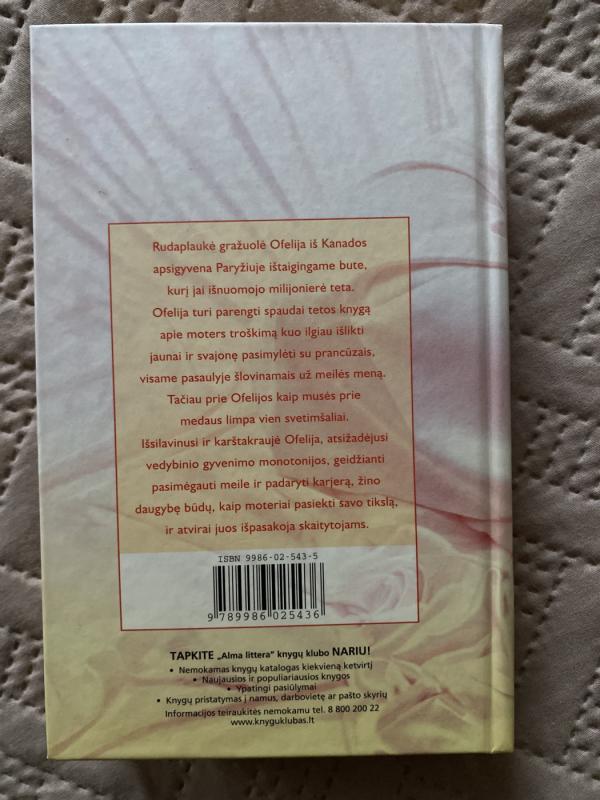 Rudaplaukė gražuolė Ofelija iš Kanados
apsigyvena Paryžiuje ištaigingame bute,
kurį jai išnuomojo milijonierė teta.
Ofelija turi parengti spaudai tetos knygą
apie moters troškimą kuo ilgiau išlikti
jaunai ir svajonę pasimylėti su prancūzais,
visame pasaulyje šlovinamais už meilės meną.
Tačiau prie Ofelijos kaip musės prie
medaus limpa vien svetimšaliai.
Išsilavinusi ir karštakraujė Ofelija, atsižadėjusi
vedybinio gyvenimo monotonijos, geidžianti
pasimėgauti meile ir padaryti karjerą, žino
daugybę būdų, kaip moteriai pasiekti savo tikslą,
ir atvirai juos išpasakoja skaitytojams.
ISBN 9986-02-543-5
9 789986 025436
TAPKITE „Alma littera“ knygų klubo NARIU!
• Nemokamas knygų katalogas kiekvieną ketvirtį
• Naujausios ir populiariausios knygos
• Ypatingi pasiūlymai
• Knygų pristatymas į namus, darbovietę ar pašto skyrių
Informacijos teiraukitės nemokamu tel. 8 800 200 22
www.knyguklubas.lt